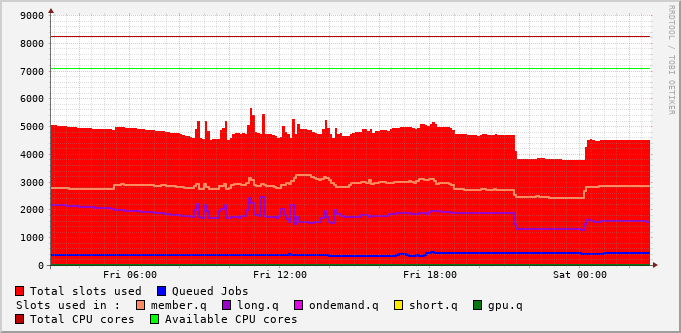 9000
8000
7000
6000
5000
4000
3000
2000
1000
0
Fri 06:00 Fri 12:00 Fri 18:00 Sat 00:00
Total slots used Queued Jobs
Slots used in : member.q long.q ondemand.q short.q gpu.q
Total CPU cores Available CPU cores
RRDTOOL / TOBI OETIKER